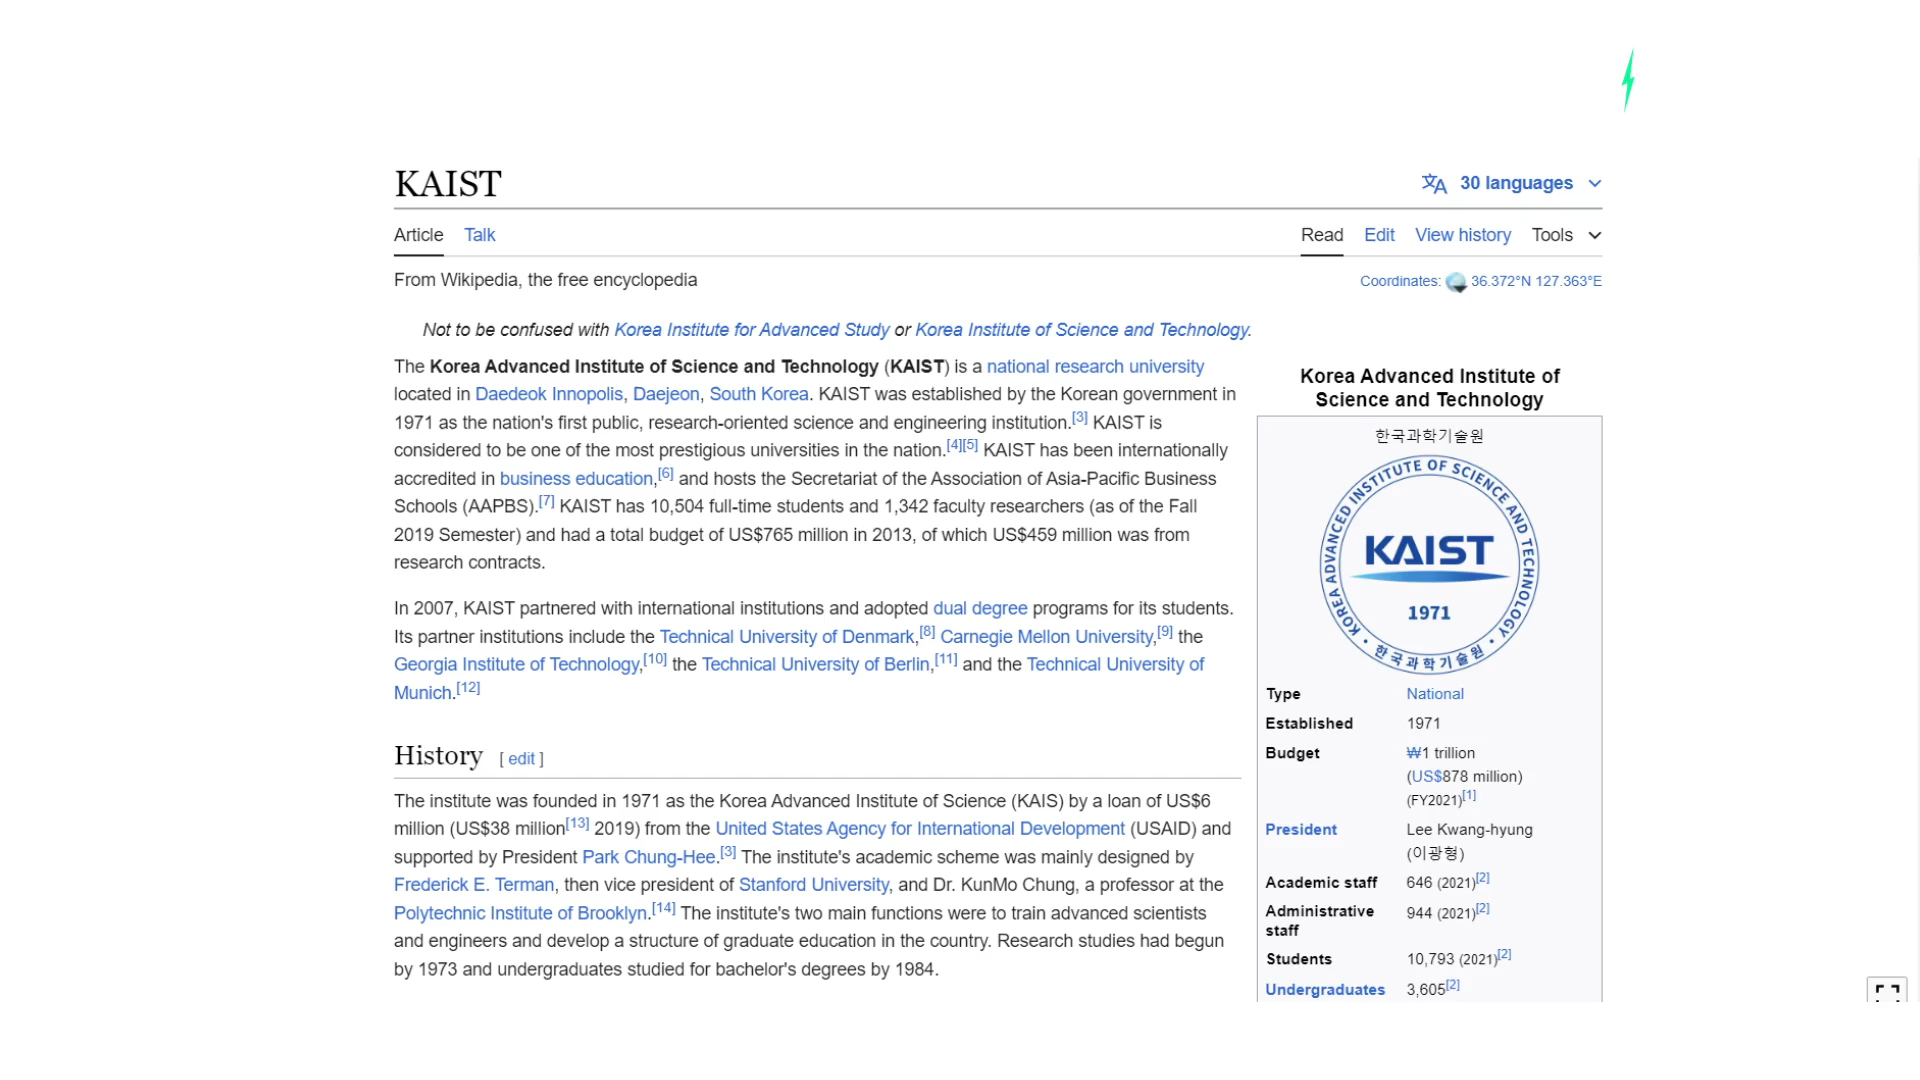 KAIST
30 languages
Article Talk
Read Edit View history Tools
From Wikipedia, the free encyclopedia
Coordinates: 36.372°N 127.363°E
Not to be confused with Korea Institute for Advanced Study or Korea Institute of Science and Technology.
The Korea Advanced Institute of Science and Technology (KAIST) is a national research university
located in Daedeok Innopolis, Daejeon, South Korea. KAIST was established by the Korean government in
1971 as the nation's first public, research-oriented science and engineering institution.[3] KAIST is
considered to be one of the most prestigious universities in the nation.[4][5] KAIST has been internationally
accredited in business education,[6] and hosts the Secretariat of the Association of Asia-Pacific Business
Schools (AAPBS).[7] KAIST has 10,504 full-time students and 1,342 faculty researchers (as of the Fall
2019 Semester) and had a total budget of US$765 million in 2013, of which US$459 million was from
research contracts.
In 2007, KAIST partnered with international institutions and adopted dual degree programs for its students.
Its partner institutions include the Technical University of Denmark,[8] Carnegie Mellon University,[9] the
Georgia Institute of Technology,[10] the Technical University of Berlin,[11] and the Technical University of
Munich.[12]
History [ edit ]
The institute was founded in 1971 as the Korea Advanced Institute of Science (KAIS) by a loan of US$6
million (US$38 million[13] 2019) from the United States Agency for International Development (USAID) and
supported by President Park Chung-Hee.[3] The institute's academic scheme was mainly designed by
Frederick E. Terman, then vice president of Stanford University, and Dr. KunMo Chung, a professor at the
Polytechnic Institute of Brooklyn.[14] The institute's two main functions were to train advanced scientists
and engineers and develop a structure of graduate education in the country. Research studies had begun
by 1973 and undergraduates studied for bachelor's degrees by 1984.
Korea Advanced Institute of
Science and Technology
한국과학기술원
KOREA ADVANCED INSTITUTE OF SCIENCE AND TECHNOLOGY
KAIST
1971
한국과학기술원
Type National
Established 1971
Budget ₩1 trillion
(US$878 million)
(FY2021)[1]
President Lee Kwang-hyung
(이광형)
Academic staff 646 (2021)[2]
Administrative 944 (2021)[2]
staff
Students 10,793 (2021)[2]
Undergraduates 3,605[2]